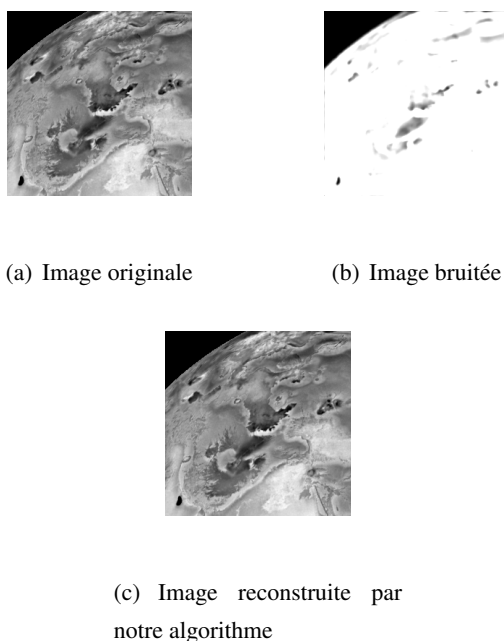 (a) Image originale
(b) Image bruitée
(c) Image reconstruite par
notre algorithme